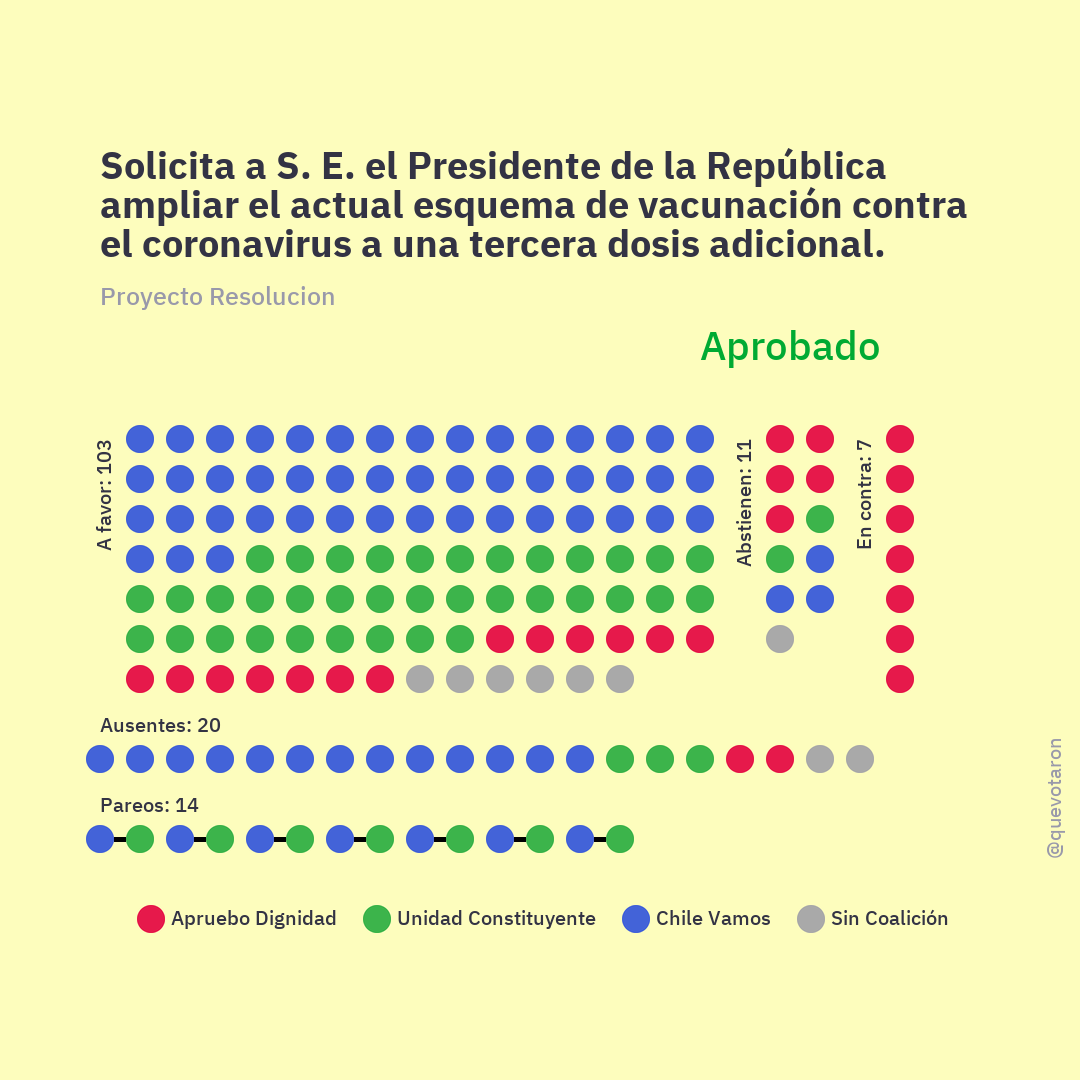 Solicita a S. E. el Presidente de la República
ampliar el actual esquema de vacunación contra
el coronavirus a una tercera dosis adicional.
Proyecto Resolucion
Aprobado
A favor: 103
Abstienen: 11
En contra: 7
Ausentes: 20
Pareos: 14
@quevotaron
Apruebo Dignidad
Unidad Constituyente
Chile Vamos
Sin Coalición